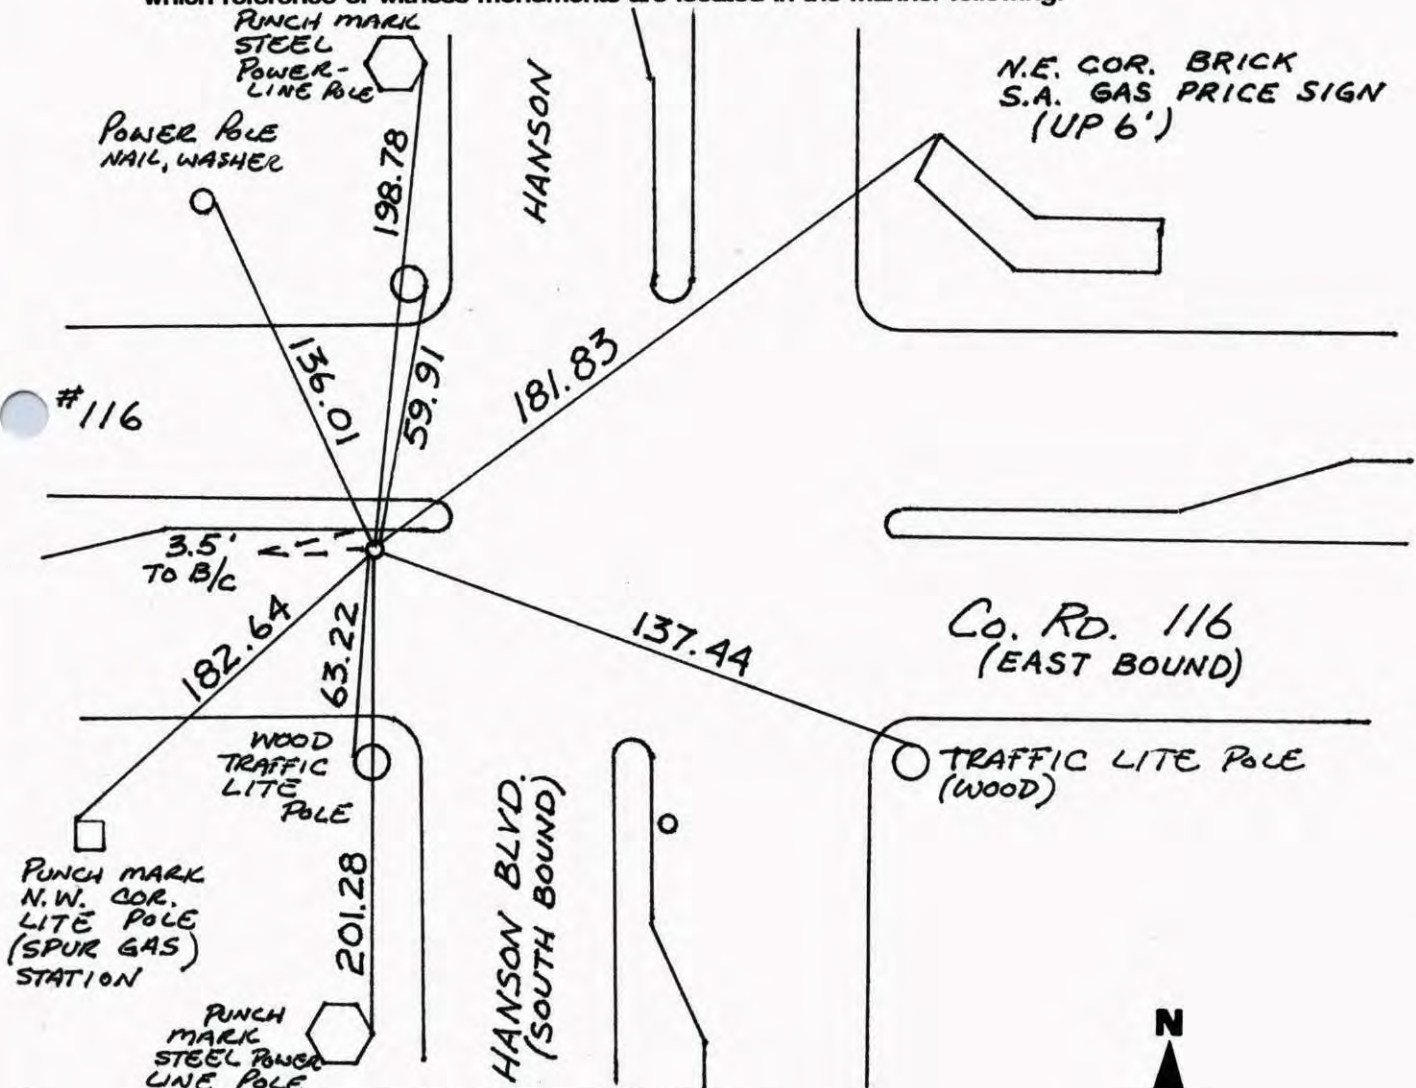 which reference or witness monuments are located in the manner following:
PUNCH MARK
STEEL
POWER-
LINE POLE
POWER POLE
NAIL, WASHER
198.78
HANSON
N.E. COR. BRICK
S.A. GAS PRICE SIGN
(UP 6')
#116
136.01
59.91
181.83
3.5'
TO B/C
182.64
63.22
137.44
CO. RD. 116
(EAST BOUND)
WOOD
TRAFFIC
LITE
POLE
TRAFFIC LITE POLE
(WOOD)
PUNCH MARK
N.W. COR.
LITE POLE
(SPUR GAS)
STATION
201.28
HANSON BLVD.
(SOUTH BOUND)
PUNCH
MARK
STEEL POWER
LINE POLE
N